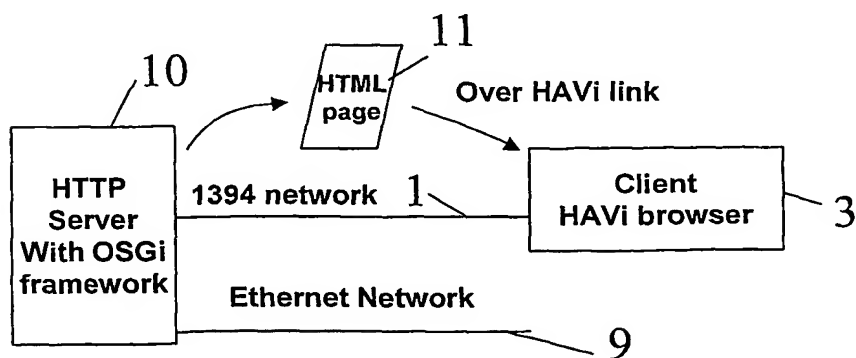 10
11
HTML
page
Over HAVi link
HTTP
Server
With OSGi
framework
1394 network
1
Client
HAVi browser
3
Ethernet Network
9